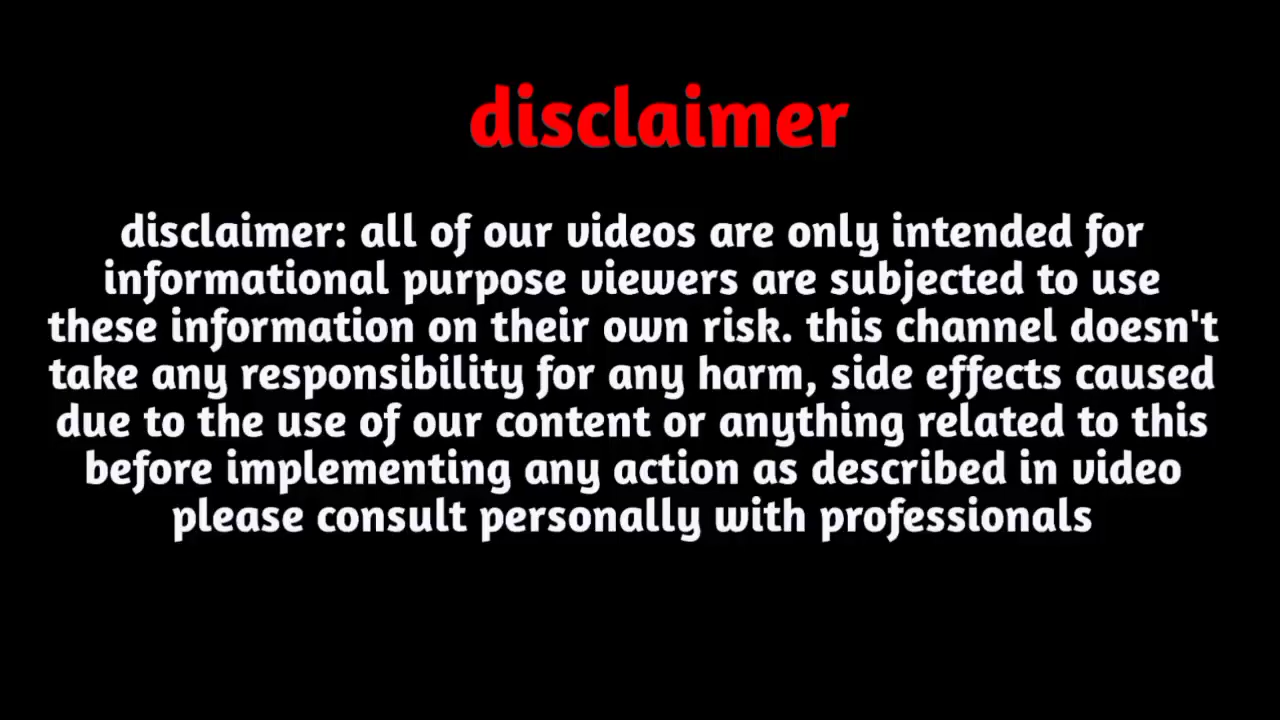 disclaimer
disclaimer: all of our videos are only intended for
informational purpose viewers are subjected to use
these information on their own risk. this channel doesn't
take any responsibility for any harm, side effects caused
due to the use of our content or anything related to this
before implementing any action as described in video
please consult personally with professionals